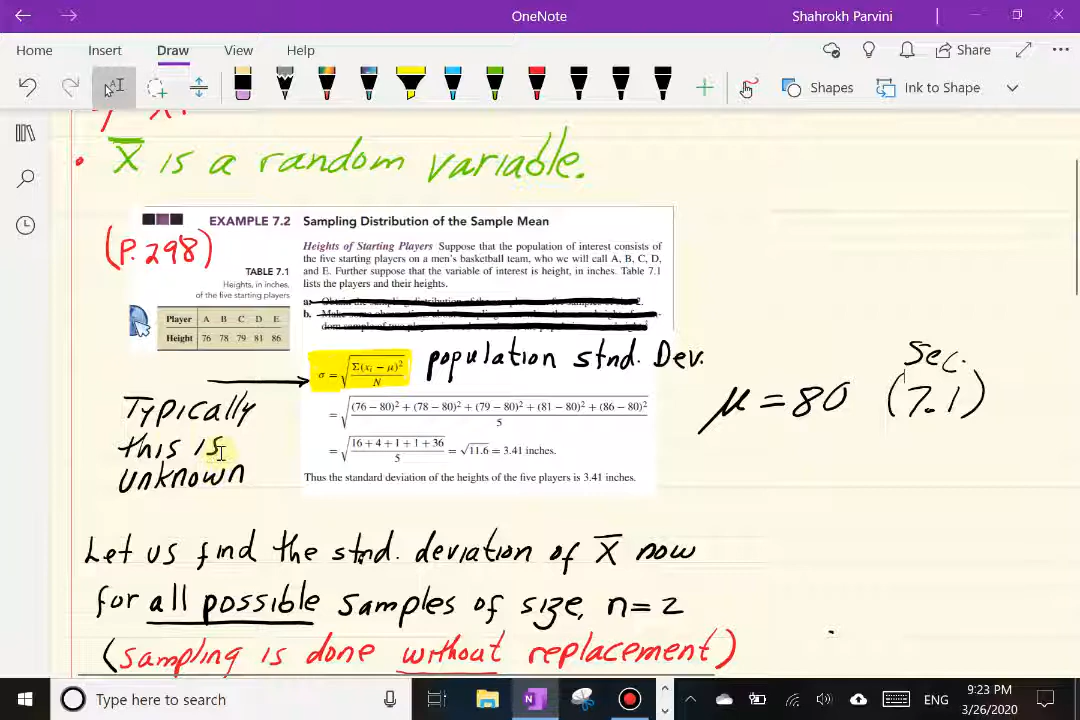 OneNote
Shahrokh Parvini
Home Insert Draw View Help
Share
Shapes
Ink to Shape
X̅ is a random variable.
EXAMPLE 7.2 Sampling Distribution of the Sample Mean
(P.298)
Heights of Starting Players Suppose that the population of interest consists of
the five starting players on a men's basketball team, who we will call A, B, C, D,
and E. Further suppose that the variable of interest is height, in inches. Table 7.1
lists the players and their heights.
TABLE 7.1
Heights, in inches,
of the five starting players
Player A B C D E
Height 76 78 79 81 86
a.
b.
σ = √(Σ(xᵢ − μ)² / N)
population stnd. Dev.
= √(((76 − 80)² + (78 − 80)² + (79 − 80)² + (81 − 80)² + (86 − 80)²) / 5)
= √((16 + 4 + 1 + 1 + 36) / 5) = √11.6 = 3.41 inches.
Thus the standard deviation of the heights of the five players is 3.41 inches.
Typically
this is
unknown
μ = 80
Sec.
(7.1)
Let us find the stnd. deviation of X̅ now
for all possible samples of size, n = 2
(sampling is done without replacement)
Type here to search
ENG
9:23 PM
3/26/2020